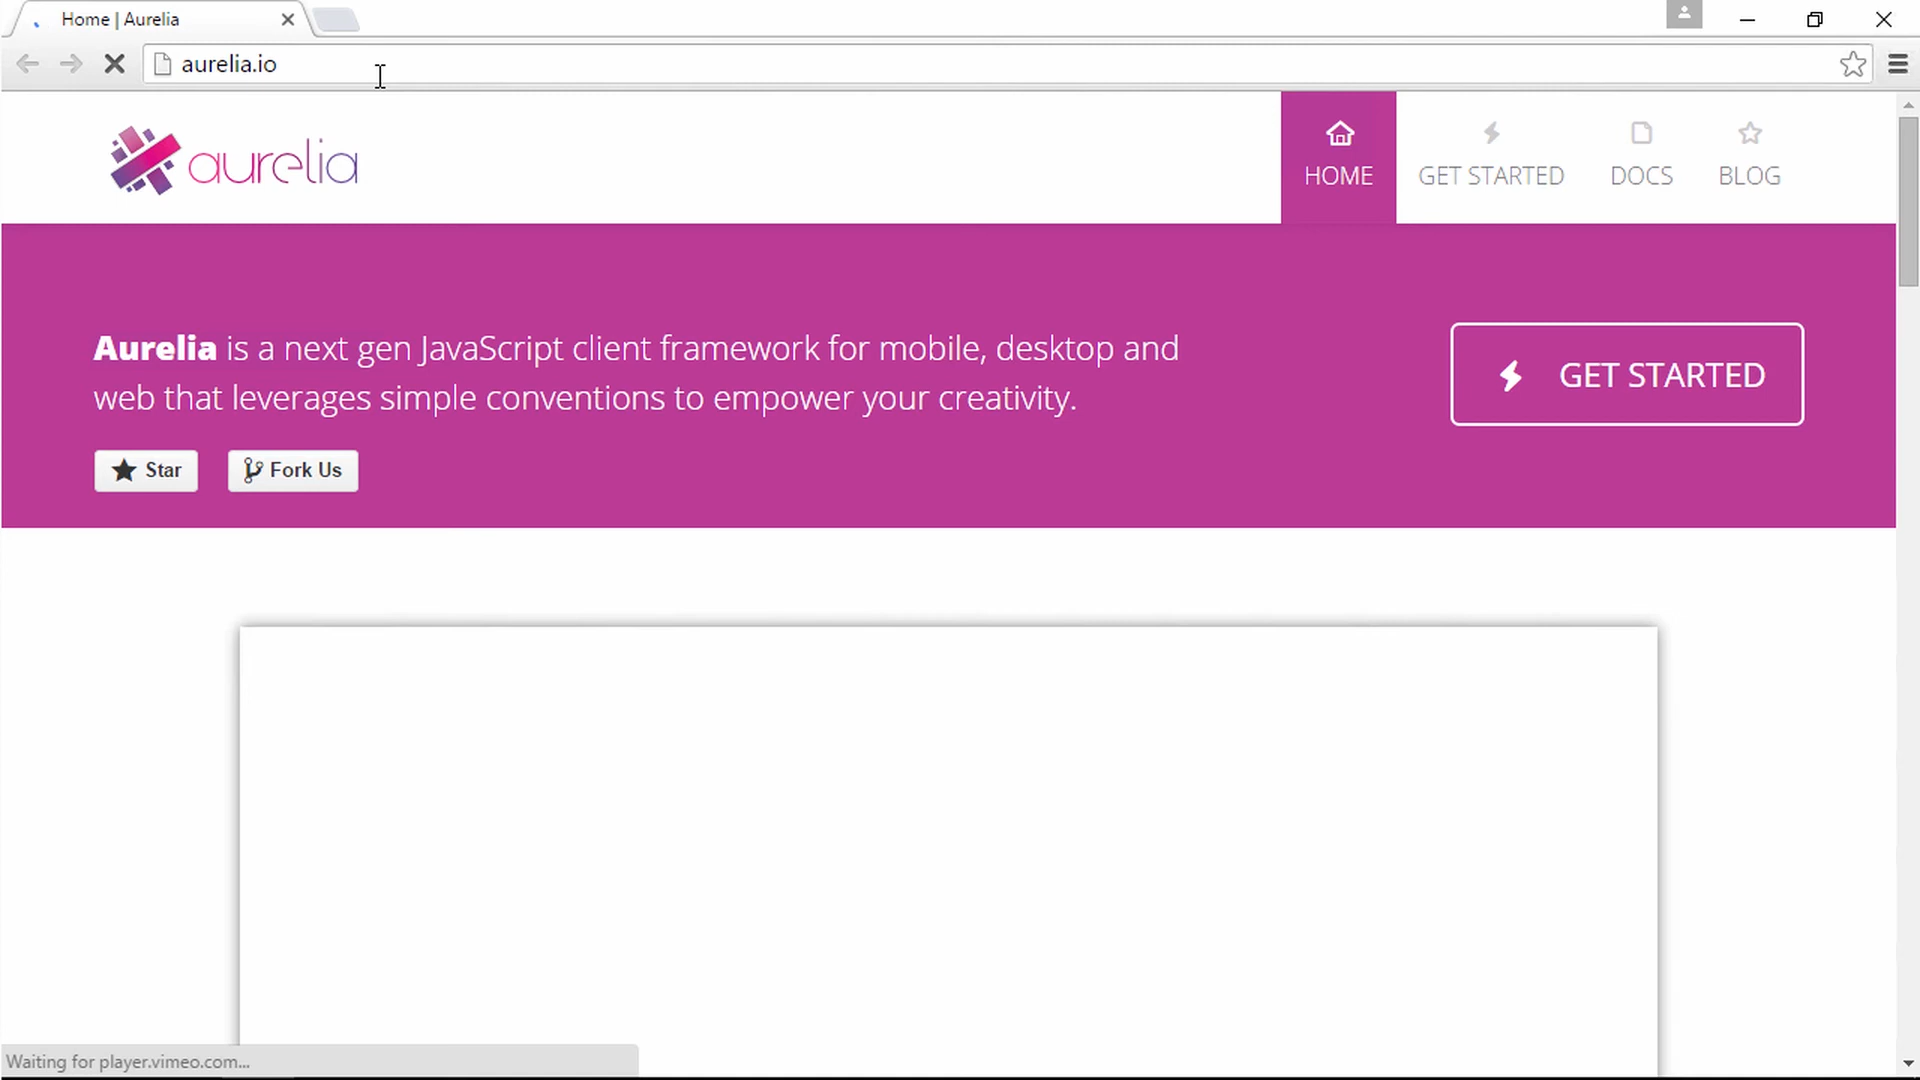 Home | Aurelia
aurelia.io
aurelia
HOME
GET STARTED
DOCS
BLOG
Aurelia is a next gen JavaScript client framework for mobile, desktop and
web that leverages simple conventions to empower your creativity.
GET STARTED
Star
Fork Us
Waiting for player.vimeo.com...